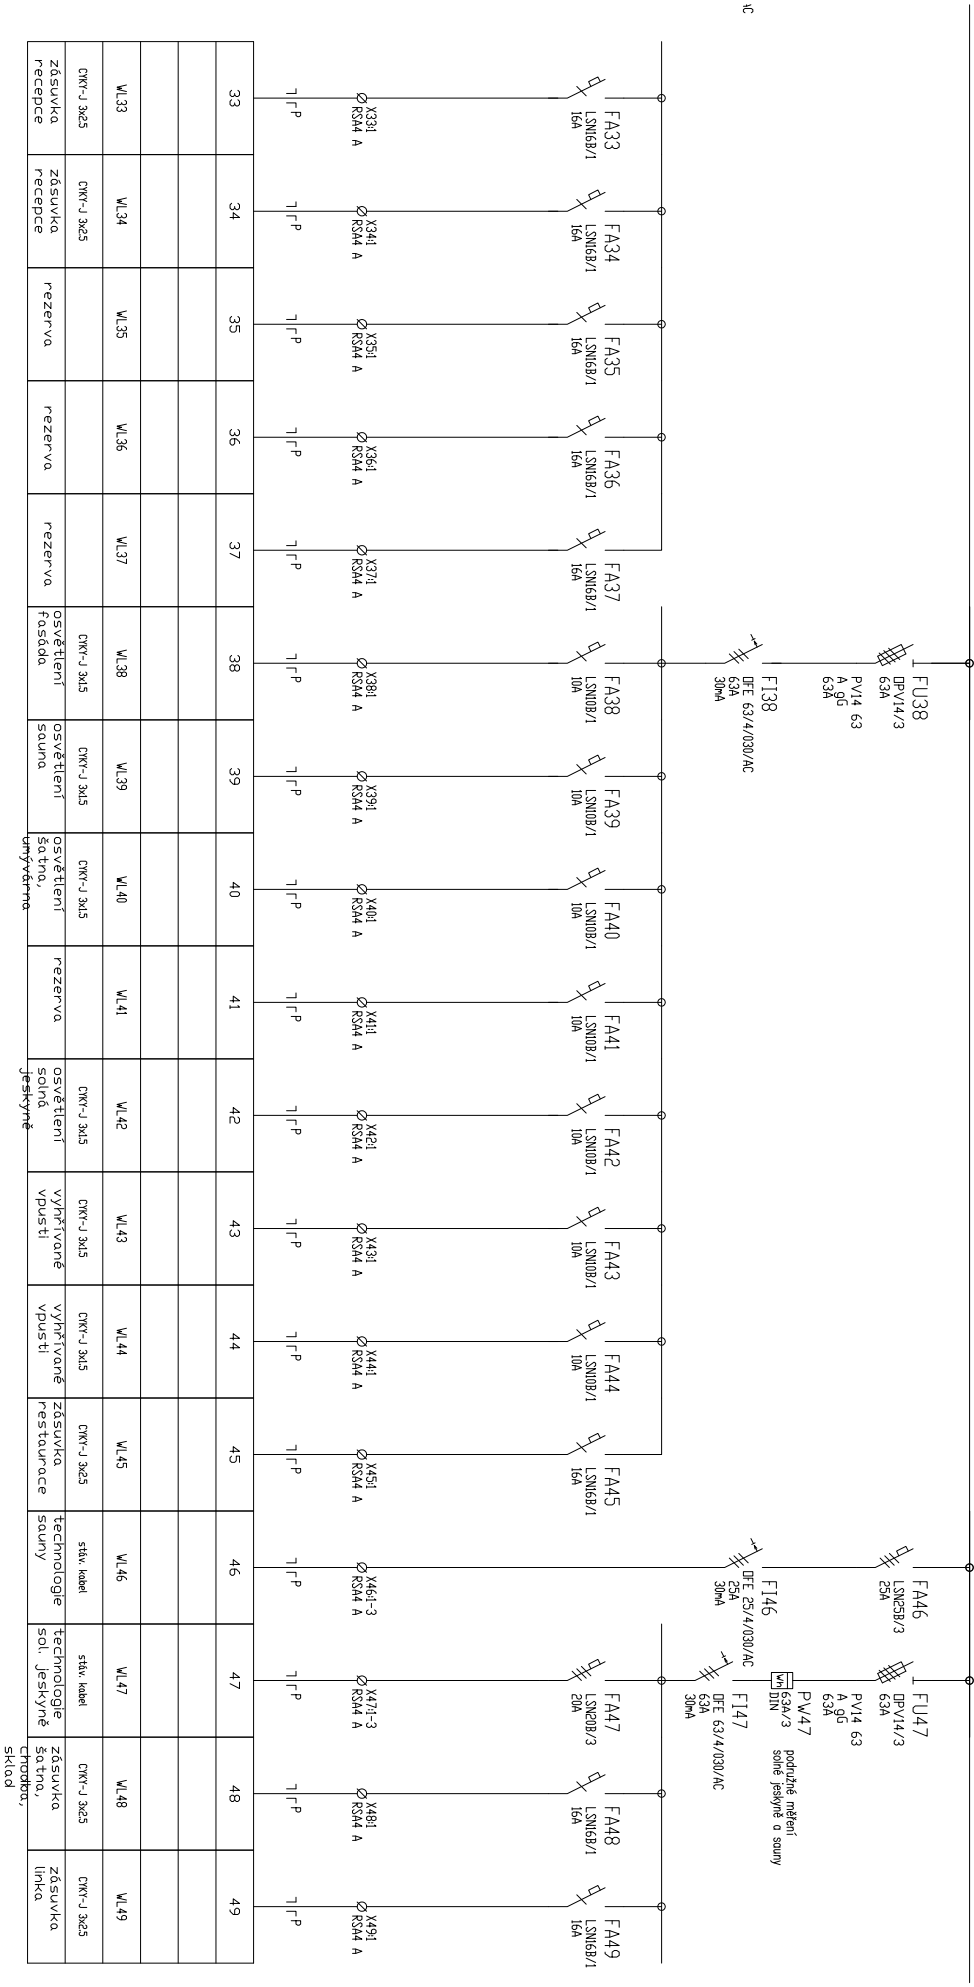 FU38
OPV14/3
63A
PV14 63
A gG
63A
FI38
OFE 63/4/030/AC
63A
30mA
FA46
LSN25B/3
25A
FI46
OFE 25/4/030/AC
25A
30mA
FU47
OPV14/3
63A
PV14 63
A gG
63A
PW47
63A/3
DIN
Wh
podružné měření
solné jeskyně a sauny
FI47
OFE 63/4/030/AC
63A
30mA
FA33
LSN16B/1
16A
FA34
LSN16B/1
16A
FA35
LSN16B/1
16A
FA36
LSN16B/1
16A
FA37
LSN16B/1
16A
FA38
LSN10B/1
10A
FA39
LSN10B/1
10A
FA40
LSN10B/1
10A
FA41
LSN10B/1
10A
FA42
LSN10B/1
10A
FA43
LSN10B/1
10A
FA44
LSN10B/1
10A
FA45
LSN16B/1
16A
FA47
LSN20B/3
20A
FA48
LSN16B/1
16A
FA49
LSN16B/1
16A
X33:1
RSA4 A
X34:1
RSA4 A
X35:1
RSA4 A
X36:1
RSA4 A
X37:1
RSA4 A
X38:1
RSA4 A
X39:1
RSA4 A
X40:1
RSA4 A
X41:1
RSA4 A
X42:1
RSA4 A
X43:1
RSA4 A
X44:1
RSA4 A
X45:1
RSA4 A
X46:1-3
RSA4 A
X47:1-3
RSA4 A
X48:1
RSA4 A
X49:1
RSA4 A
P P P P P P P P P P P P P P P P P
33 34 35 36 37 38 39 40 41 42 43 44 45 46 47 48 49
WL33 WL34 WL35 WL36 WL37 WL38 WL39 WL40 WL41 WL42 WL43 WL44 WL45 WL46 WL47 WL48 WL49
CYKY-J 3x2.5
CYKY-J 3x2.5
CYKY-J 3x1.5
CYKY-J 3x1.5
CYKY-J 3x1.5
CYKY-J 3x1.5
CYKY-J 3x1.5
CYKY-J 3x1.5
CYKY-J 3x2.5
stáv. kabel
stáv. kabel
CYKY-J 3x2.5
CYKY-J 3x2.5
zásuvka
recepce
zásuvka
recepce
rezerva
rezerva
rezerva
osvětlení
fasáda
osvětlení
sauna
osvětlení
šatna,
umývárna
rezerva
osvětlení
solná
jeskyně
vyhřívané
vpusti
vyhřívané
vpusti
zásuvka
restaurace
technologie
sauny
technologie
sol. jeskyně
zásuvka
šatna,
chodba,
sklad
zásuvka
linka